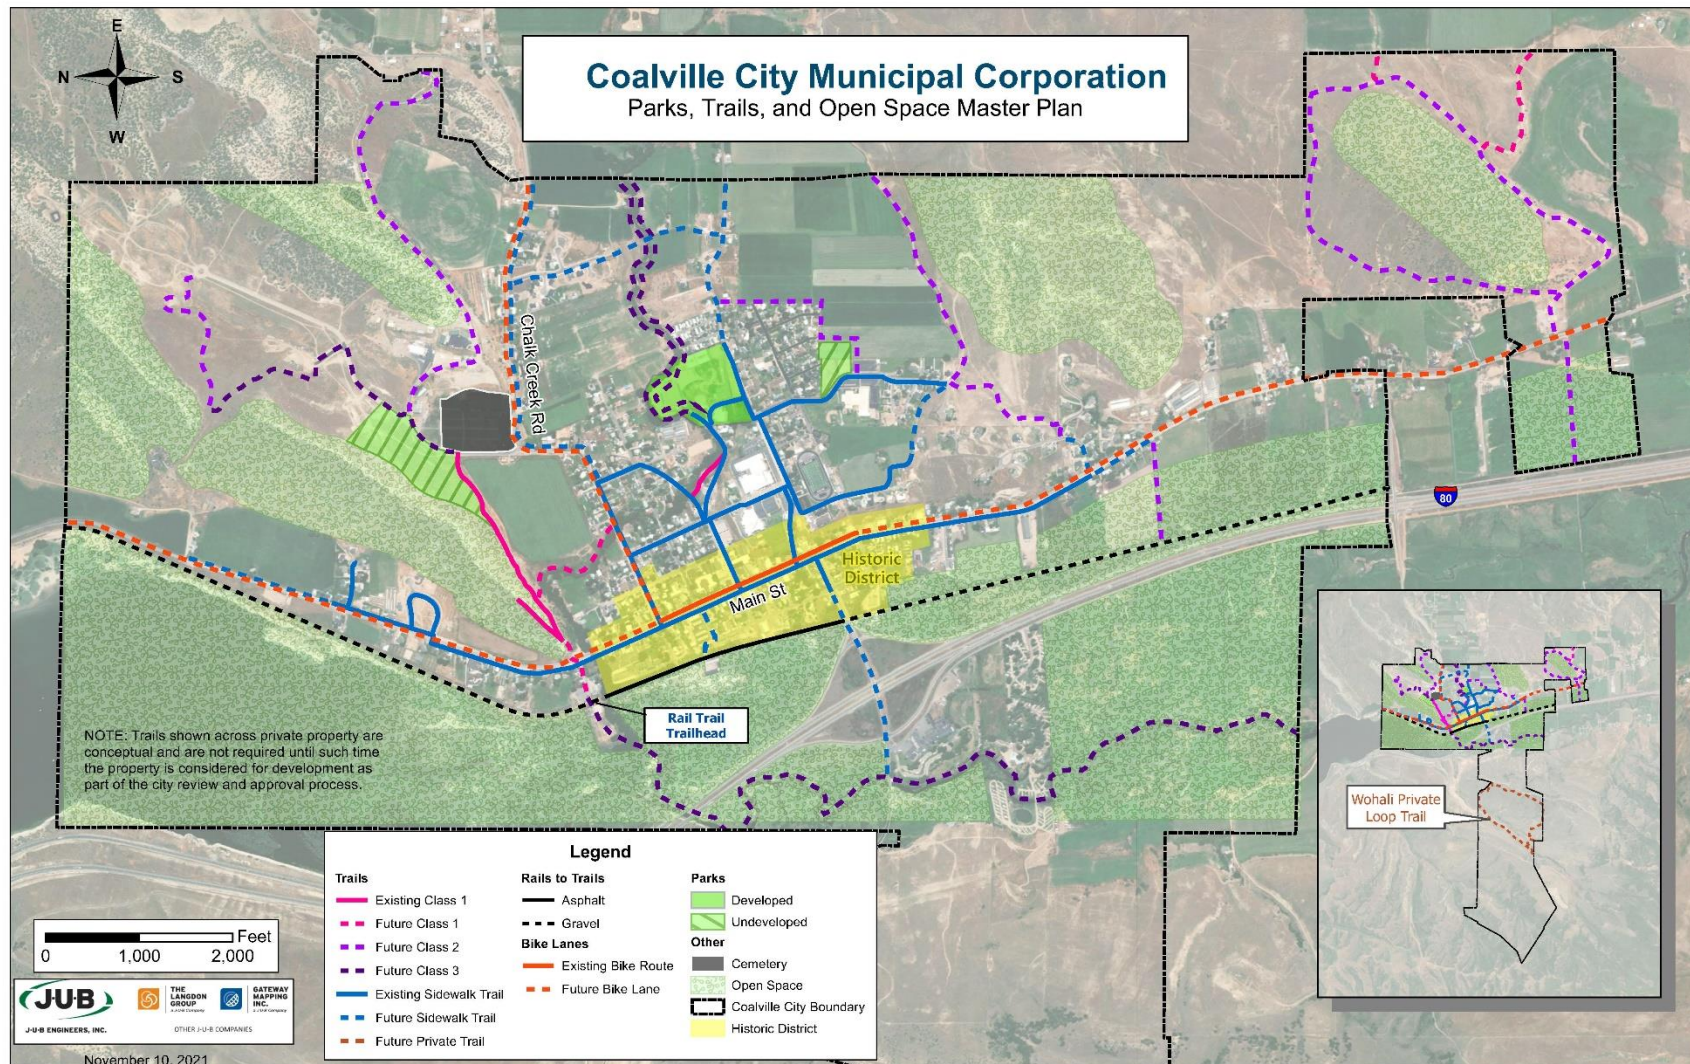 E
N
S
W
Coalville City Municipal Corporation
Parks, Trails, and Open Space Master Plan
Chalk Creek Rd
80
Historic
District
Main St
Rail Trail
Trailhead
NOTE: Trails shown across private property are
conceptual and are not required until such time
the property is considered for development as
part of the city review and approval process.
Wohali Private
Loop Trail
Legend
Trails
Existing Class 1
Future Class 1
Future Class 2
Future Class 3
Existing Sidewalk Trail
Future Sidewalk Trail
Future Private Trail
Rails to Trails
Asphalt
Gravel
Bike Lanes
Existing Bike Route
Future Bike Lane
Parks
Developed
Undeveloped
Other
Cemetery
Open Space
Coalville City Boundary
Historic District
Feet
0 1,000 2,000
J·U·B
J·U·B ENGINEERS, INC.
THE
LANGDON
GROUP
a J·U·B Company
GATEWAY
MAPPING
INC.
a J·U·B Company
OTHER J·U·B COMPANIES
November 10, 2021